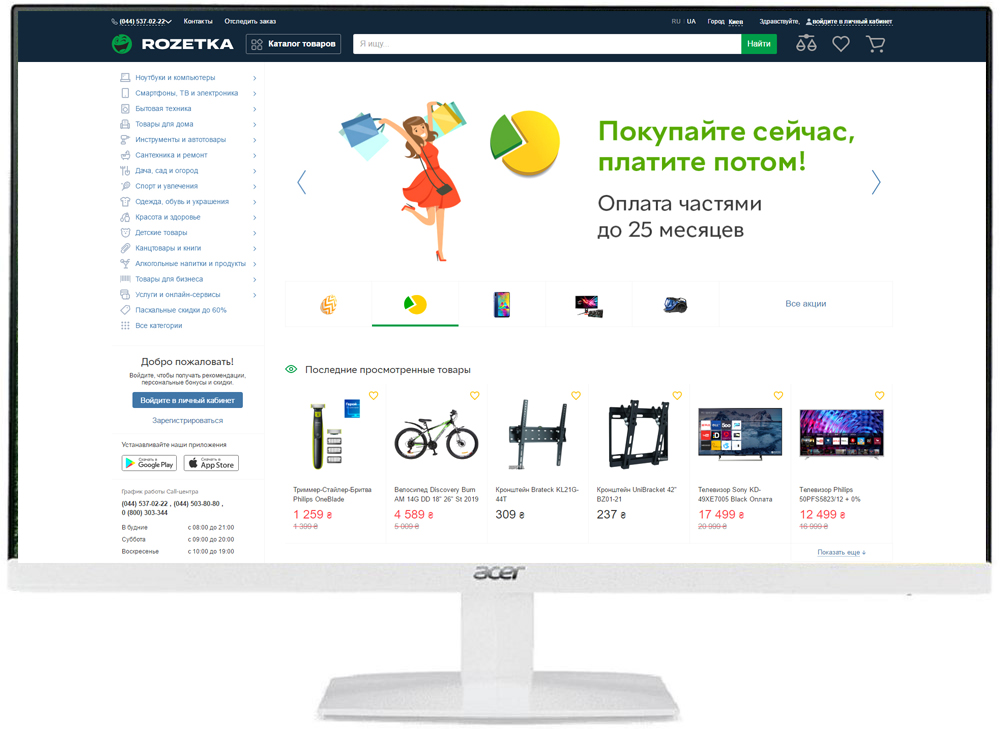 (044) 537-02-22 Контакты Отследить заказ RU | UA Город Киев Здравствуйте, войдите в личный кабинет
ROZETKA Каталог товаров Я ищу... Найти
Ноутбуки и компьютеры
Смартфоны, ТВ и электроника
Бытовая техника
Товары для дома
Инструменты и автотовары
Сантехника и ремонт
Дача, сад и огород
Спорт и увлечения
Одежда, обувь и украшения
Красота и здоровье
Детские товары
Канцтовары и книги
Алкогольные напитки и продукты
Товары для бизнеса
Услуги и онлайн-сервисы
Пасхальные скидки до 60%
Все категории
Покупайте сейчас,
платите потом!
Оплата частями
до 25 месяцев
Все акции
Добро пожаловать!
Войдите, чтобы получать рекомендации,
персональные бонусы и скидки.
Войдите в личный кабинет
Зарегистрироваться
Устанавливайте наши приложения
Скачать в Google Play
Скачать в App Store
График работы Call-центра
(044) 537-02-22 , (044) 503-80-80 ,
0 (800) 303-344
В будние с 08:00 до 21:00
Суббота с 09:00 до 20:00
Воскресенье с 10:00 до 19:00
Последние просмотренные товары
Триммер-Стайлер-Бритва
Philips OneBlade
1 259 ₴
1 399 ₴
Велосипед Discovery Burn
AM 14G DD 18" 26" St 2019
4 589 ₴
5 009 ₴
Кронштейн Brateck KL21G-
44T
309 ₴
Кронштейн UniBracket 42"
BZ01-21
237 ₴
Телевизор Sony KD-
49XE7005 Black Оплата
17 499 ₴
20 999 ₴
Телевизор Philips
50PFS5823/12 + 0%
12 499 ₴
16 999 ₴
Показать еще ↓
acer